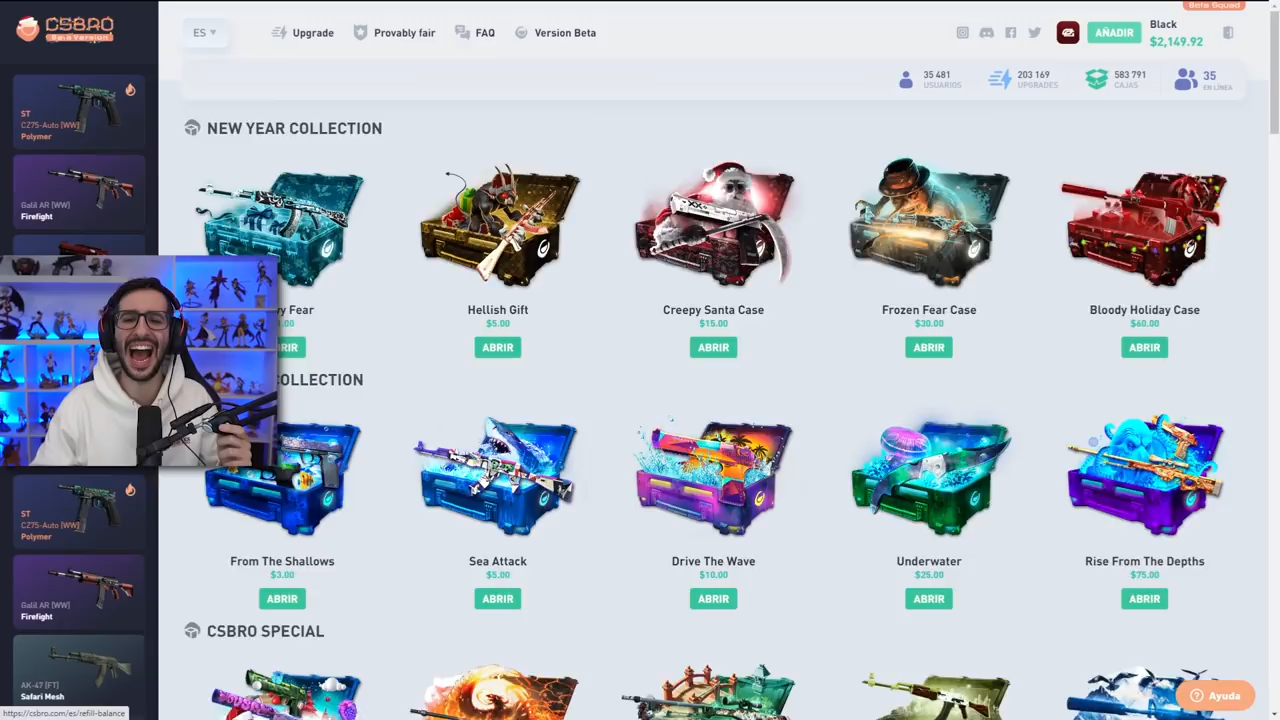 Beta Squad
CSBRO
Beta Version
ES
Upgrade
Provably fair
FAQ
Version Beta
AÑADIR
Black
$2,149.92
35 481
USUARIOS
203 169
UPGRADES
583 791
CAJAS
35
EN LÍNEA
ST
CZ75-Auto [WW]
Polymer
Galil AR [WW]
Firefight
NEW YEAR COLLECTION
Fear
Hellish Gift
$5.00
ABRIR
Creepy Santa Case
$15.00
ABRIR
Frozen Fear Case
$30.00
ABRIR
Bloody Holiday Case
$60.00
ABRIR
COLLECTION
From The Shallows
$3.00
ABRIR
Sea Attack
$5.00
ABRIR
Drive The Wave
$10.00
ABRIR
Underwater
$25.00
ABRIR
Rise From The Depths
$75.00
ABRIR
ST
CZ75-Auto [WW]
Polymer
Galil AR [WW]
Firefight
AK-47 [FT]
Safari Mesh
CSBRO SPECIAL
Ayuda
https://csbro.com/es/refill-balance